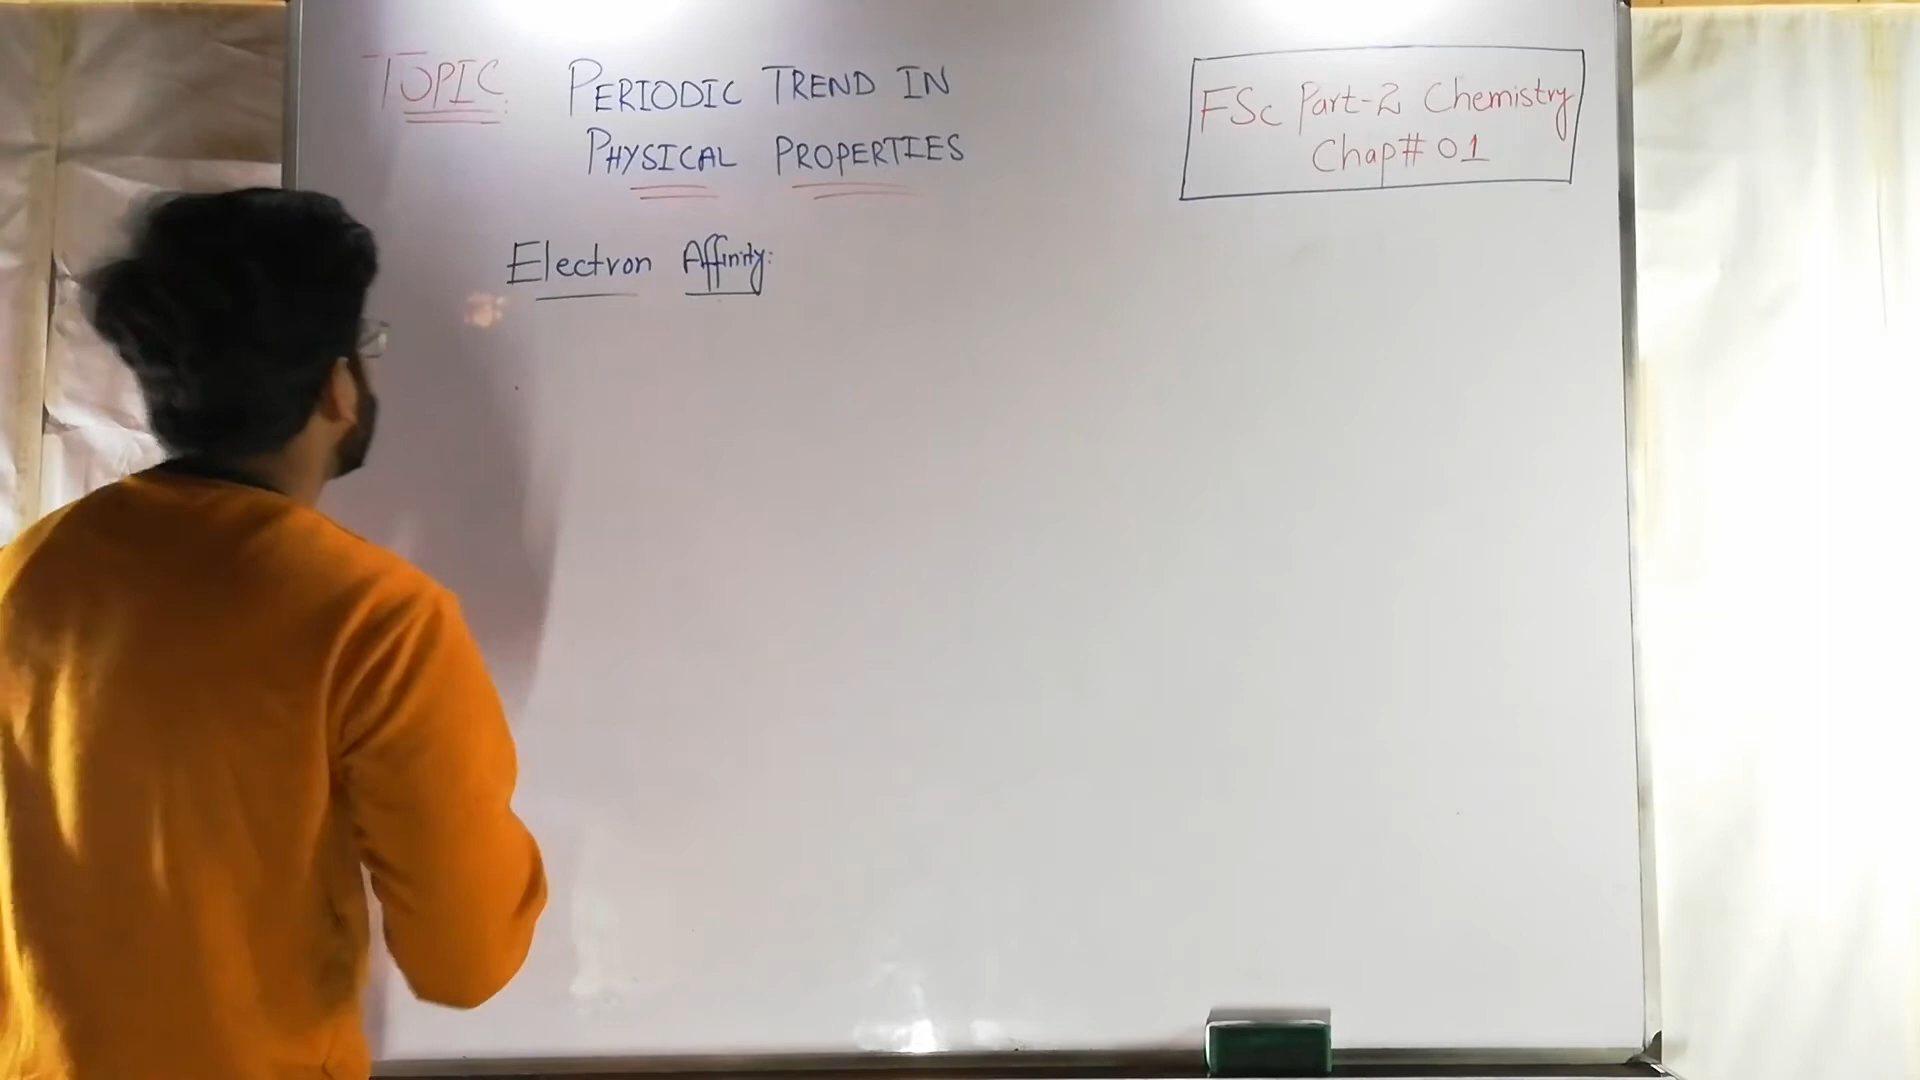 TOPIC: PERIODIC TREND IN
PHYSICAL PROPERTIES
FSc Part-2 Chemistry
Chap# 01
Electron Affinity: